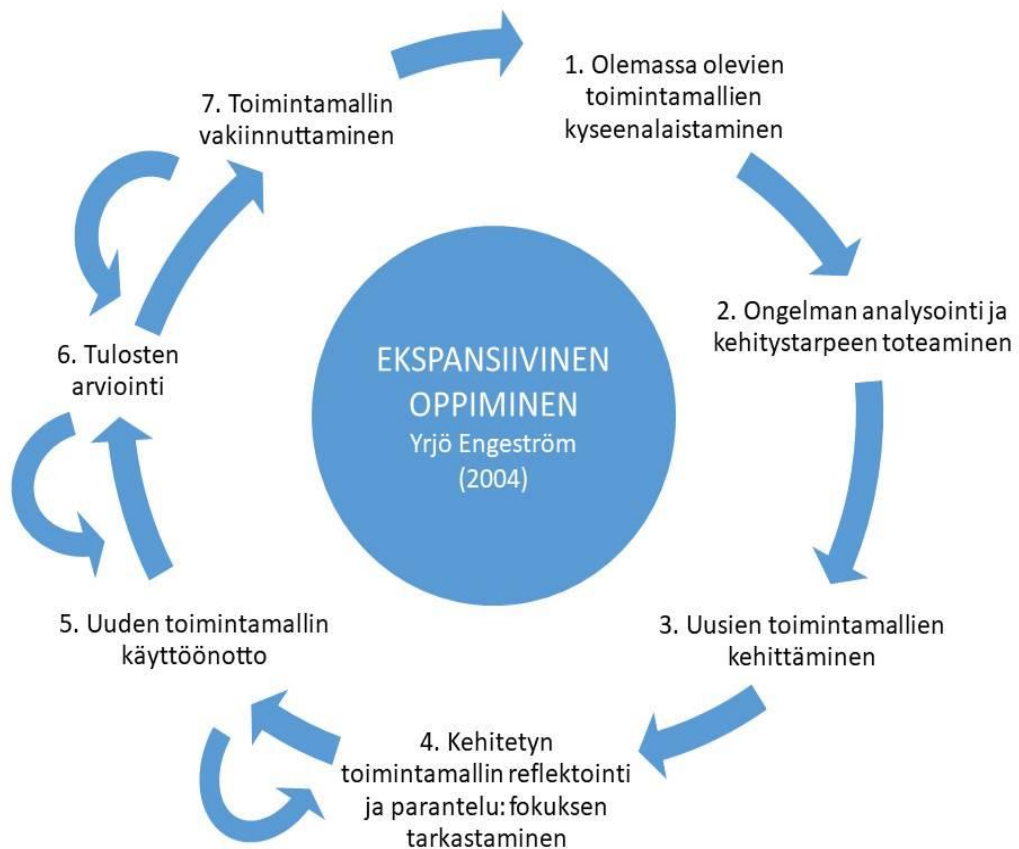 1. Olemassa olevien
toimintamallien
kyseenalaistaminen
2. Ongelman analysointi ja
kehitystarpeen toteaminen
3. Uusien toimintamallien
kehittäminen
4. Kehitetyn
toimintamallin reflektointi
ja parantelu: fokuksen
tarkastaminen
5. Uuden toimintamallin
käyttöönotto
6. Tulosten
arviointi
7. Toimintamallin
vakiinnuttaminen
EKSPANSIIVINEN
OPPIMINEN
Yrjö Engeström
(2004)